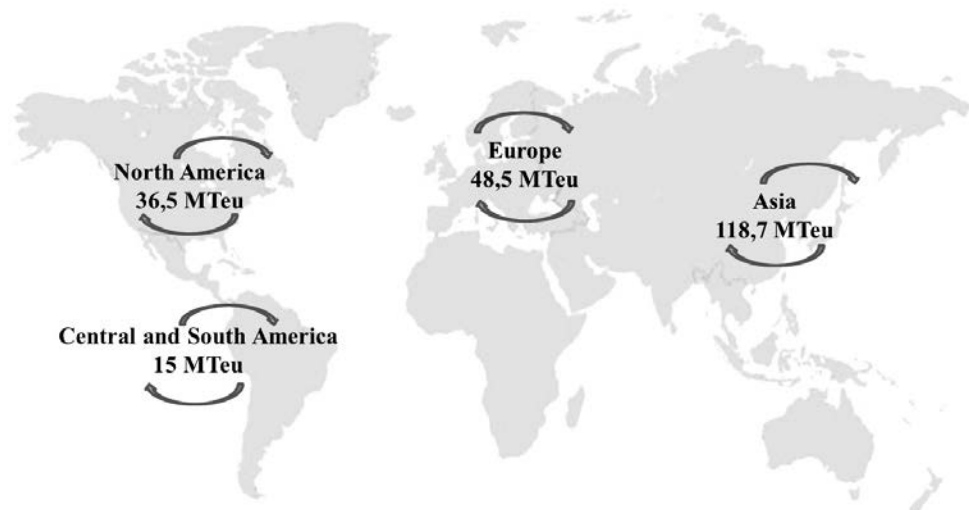 North America
36,5 MTeu
Europe
48,5 MTeu
Asia
118,7 MTeu
Central and South America
15 MTeu